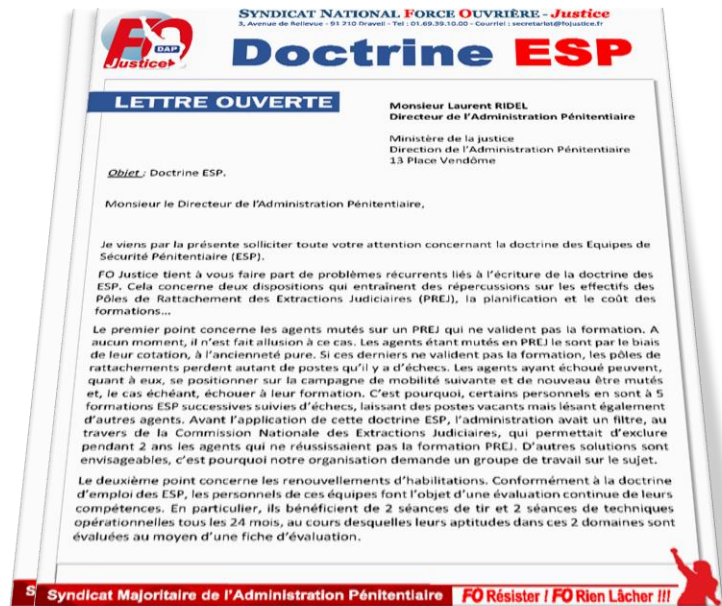 SYNDICAT NATIONAL FORCE OUVRIÈRE - Justice
3, Avenue de Bellevue - 91 210 Draveil - Tel : 01.69.39.10.00 - Courriel : secretariat@fojustice.fr
FO
DAP
Justice
Doctrine ESP
LETTRE OUVERTE
Monsieur Laurent RIDEL
Directeur de l'Administration Pénitentiaire
Ministère de la justice
Direction de l'Administration Pénitentiaire
13 Place Vendôme
Objet : Doctrine ESP.
Monsieur le Directeur de l'Administration Pénitentiaire,
Je viens par la présente solliciter toute votre attention concernant la doctrine des Equipes de
Sécurité Pénitentiaire (ESP).
FO Justice tient à vous faire part de problèmes récurrents liés à l'écriture de la doctrine des
ESP. Cela concerne deux dispositions qui entraînent des répercussions sur les effectifs des
Pôles de Rattachement des Extractions Judiciaires (PREJ), la planification et le coût des
formations...
Le premier point concerne les agents mutés sur un PREJ qui ne valident pas la formation. A
aucun moment, il n'est fait allusion à ce cas. Les agents étant mutés en PREJ le sont par le biais
de leur cotation, à l'ancienneté pure. Si ces derniers ne valident pas la formation, les pôles de
rattachements perdent autant de postes qu'il y a d'échecs. Les agents ayant échoué peuvent,
quant à eux, se positionner sur la campagne de mobilité suivante et de nouveau être mutés
et, le cas échéant, échouer à leur formation. C'est pourquoi, certains personnels en sont à 5
formations ESP successives suivies d'échecs, laissant des postes vacants mais lésant également
d'autres agents. Avant l'application de cette doctrine ESP, l'administration avait un filtre, au
travers de la Commission Nationale des Extractions Judiciaires, qui permettait d'exclure
pendant 2 ans les agents qui ne réussissaient pas la formation PREJ. D'autres solutions sont
envisageables, c'est pourquoi notre organisation demande un groupe de travail sur le sujet.
Le deuxième point concerne les renouvellements d'habilitations. Conformément à la doctrine
d'emploi des ESP, les personnels de ces équipes font l'objet d'une évaluation continue de leurs
compétences. En particulier, ils bénéficient de 2 séances de tir et 2 séances de techniques
opérationnelles tous les 24 mois, au cours desquelles leurs aptitudes dans ces 2 domaines sont
évaluées au moyen d'une fiche d'évaluation.
S
Syndicat Majoritaire de l'Administration Pénitentiaire FO Résister ! FO Rien Lâcher !!!